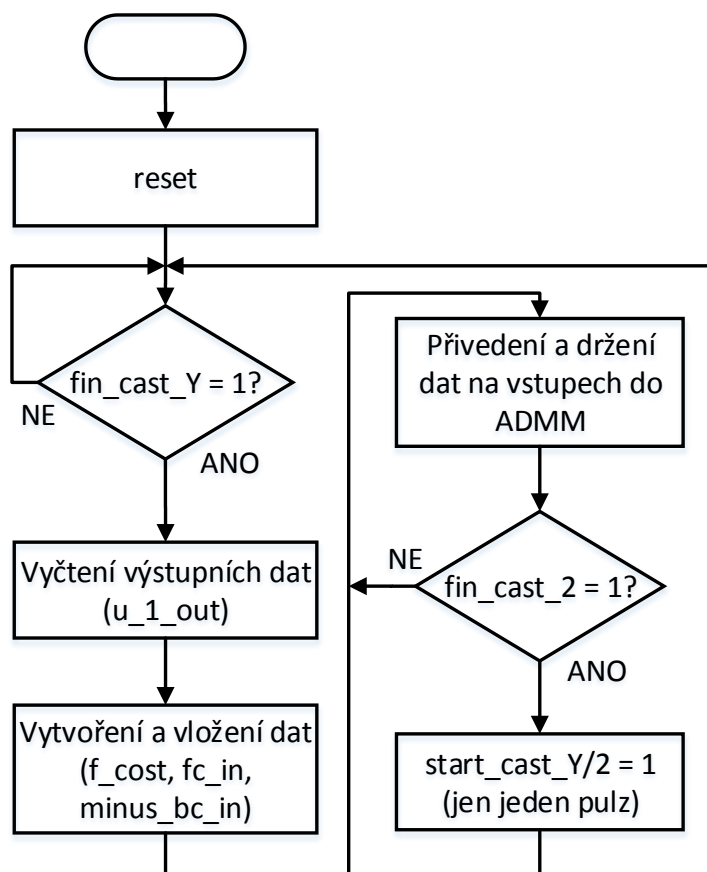 reset
fin_cast_Y = 1?
NE
ANO
Vyčtení výstupních dat
(u_1_out)
Vytvoření a vložení dat
(f_cost, fc_in,
minus_bc_in)
Přivedení a držení
dat na vstupech do
ADMM
NE
fin_cast_2 = 1?
ANO
start_cast_Y/2 = 1
(jen jeden pulz)